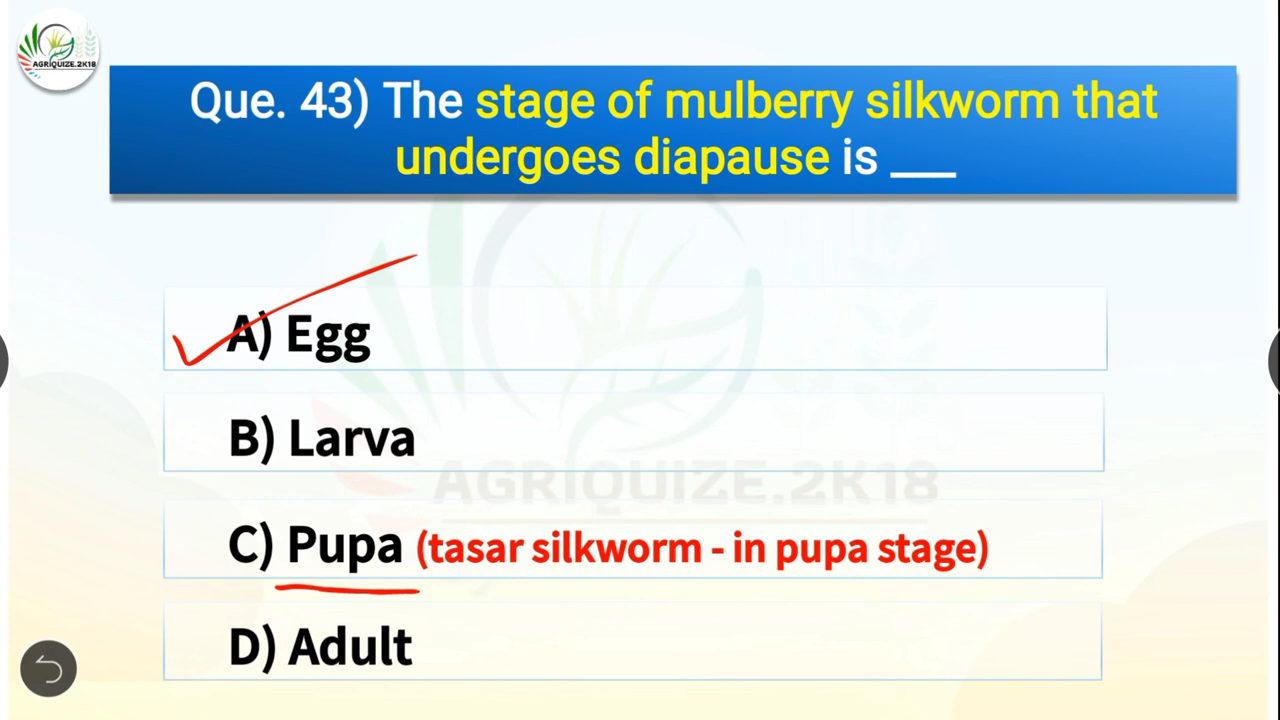 AGRIQUIZE.2K18
Que. 43) The stage of mulberry silkworm that
undergoes diapause is ___
A) Egg
B) Larva
AGRIQUIZE.2K18
C) Pupa (tasar silkworm - in pupa stage)
D) Adult